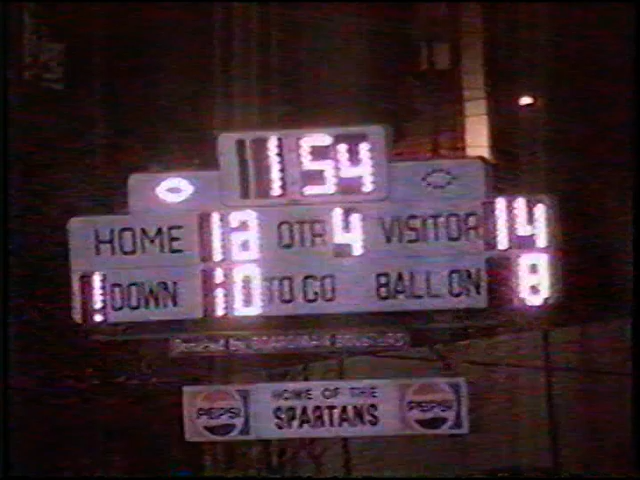 1 54
HOME 12 QTR 4 VISITOR 14
1 DOWN 10 TO GO BALL ON 8
HOME OF THE
PEPSI SPARTANS PEPSI